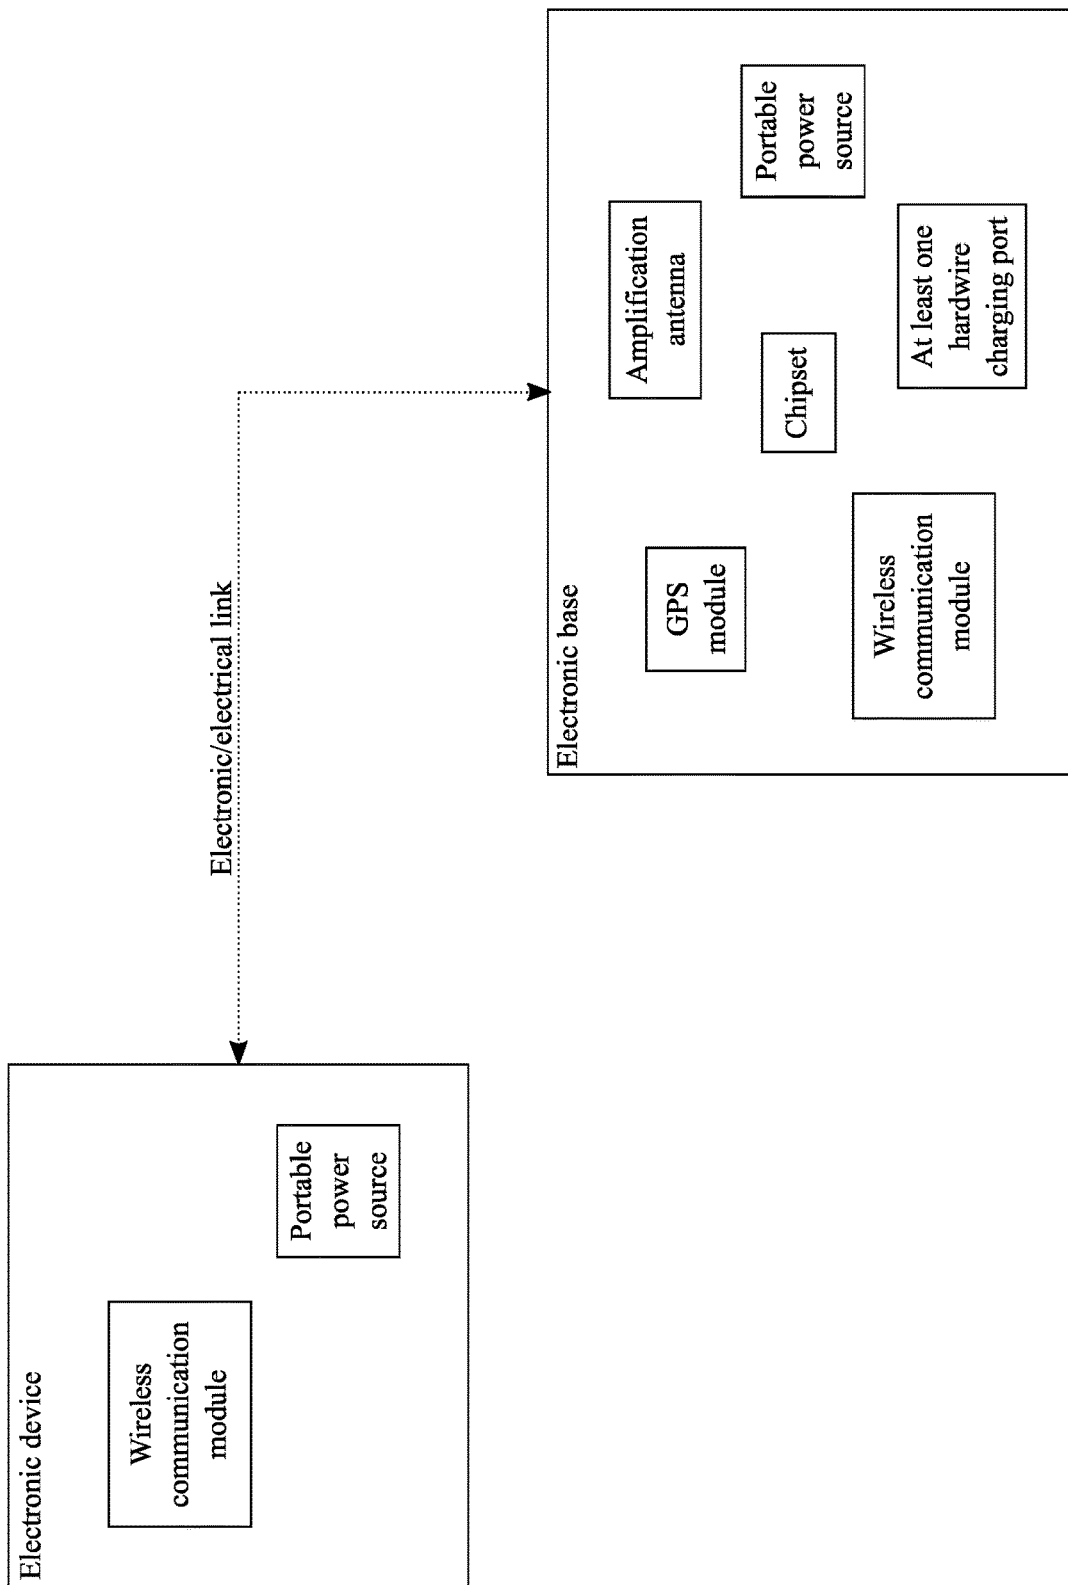 Electronic device
Wireless
communication
module
Portable
power
source
Electronic/electrical link
Electronic base
GPS
module
Amplification
antenna
Portable
power
source
Chipset
Wireless
communication
module
At least one
hardwire
charging port